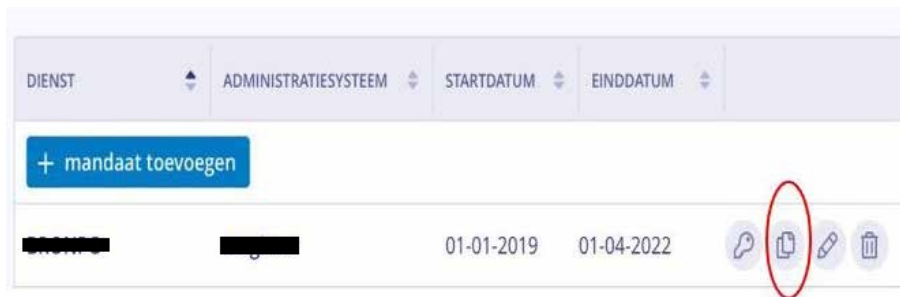 DIENST ADMINISTRATIESYSTEEM STARTDATUM EINDDATUM
+ mandaat toevoegen
01-01-2019 01-04-2022